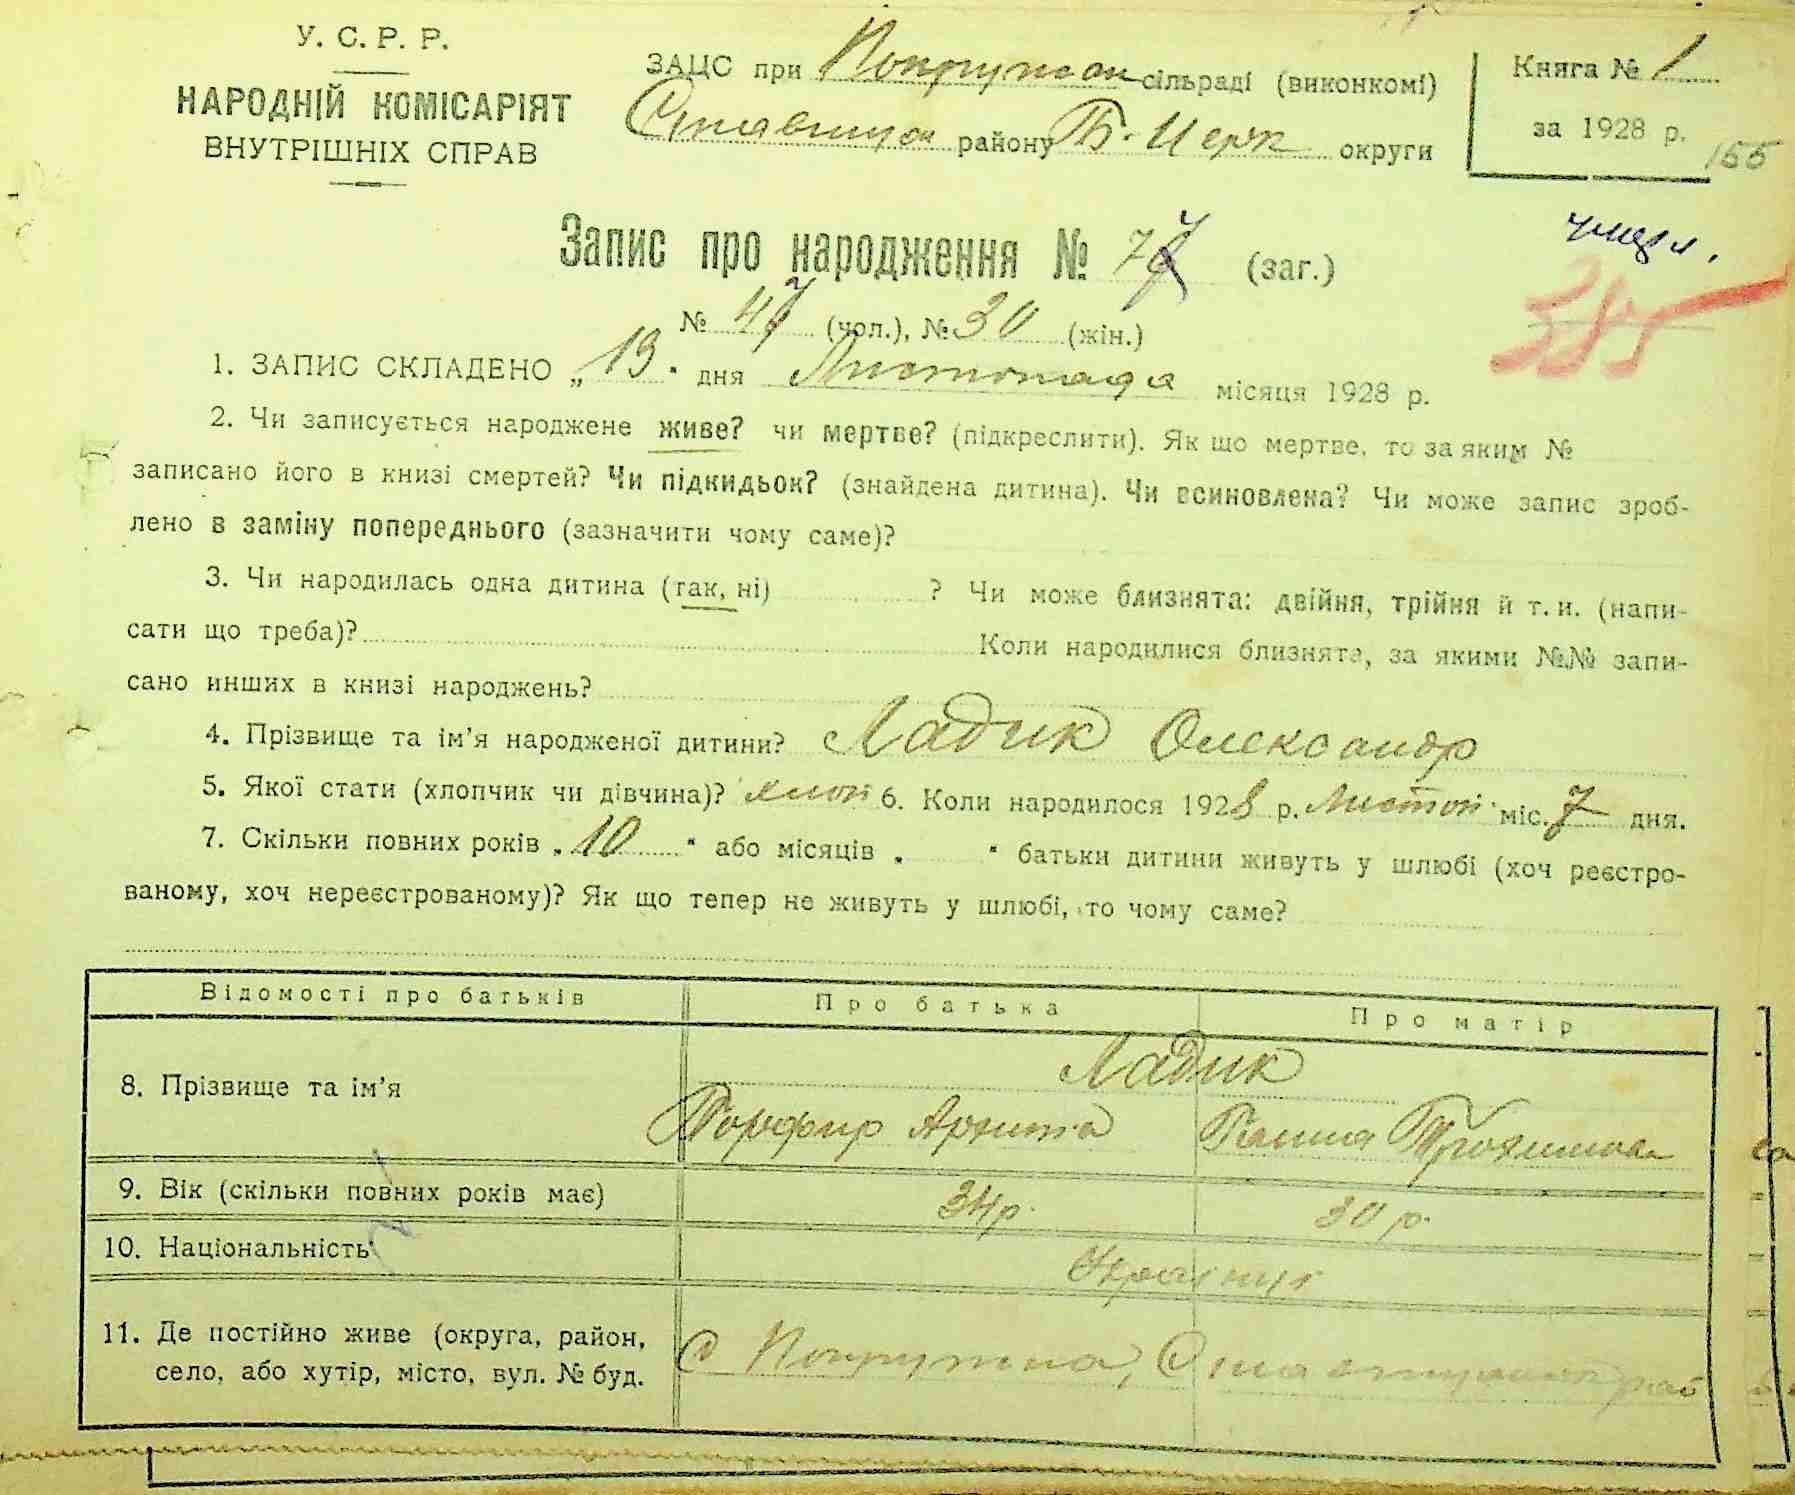 У. С. Р. Р.
НАРОДНІЙ КОМІСАРІЯТ
ВНУТРІШНІХ СПРАВ
ЗАЦС при сільраді (виконкомі)
району Б-Церк округи
Книга № 1
за 1928 р.
155
Запис про народження № 77 (заг.)
385
№ 47 (чол.), № 30 (жін.)
1. ЗАПИС СКЛАДЕНО „13" дня Листопада місяця 1928 р.
2. Чи записується народжене живе? чи мертве? (підкреслити). Як що мертве, то за яким №
записано його в книзі смертей? Чи підкидьок? (знайдена дитина). Чи всиновлена? Чи може запис зроб-
лено в заміну попереднього (зазначити чому саме)?
3. Чи народилась одна дитина (так, ні) ? Чи може близнята: двійня, трійня й т. и. (напи-
сати що треба)? Коли народилися близнята, за якими №№ запи-
сано инших в книзі народжень?
4. Прізвище та ім'я народженої дитини? Ладик Олександр
5. Якої стати (хлопчик чи дівчина)? хлоп 6. Коли народилося 1928 р. Листоп. міс. 7 дня.
7. Скільки повних років „10" або місяців „ " батьки дитини живуть у шлюбі (хоч реєстро-
ваному, хоч нереєстрованому)? Як що тепер не живуть у шлюбі, то чому саме?
Відомості про батьків Про батька Про матір
8. Прізвище та ім'я Ладик
Порфир Архипа Ганна Трохимова
9. Вік (скільки повних років має) 34р. 30 р.
10. Національність Українці
11. Де постійно живе (округа, район,
село, або хутір, місто, вул. № буд.